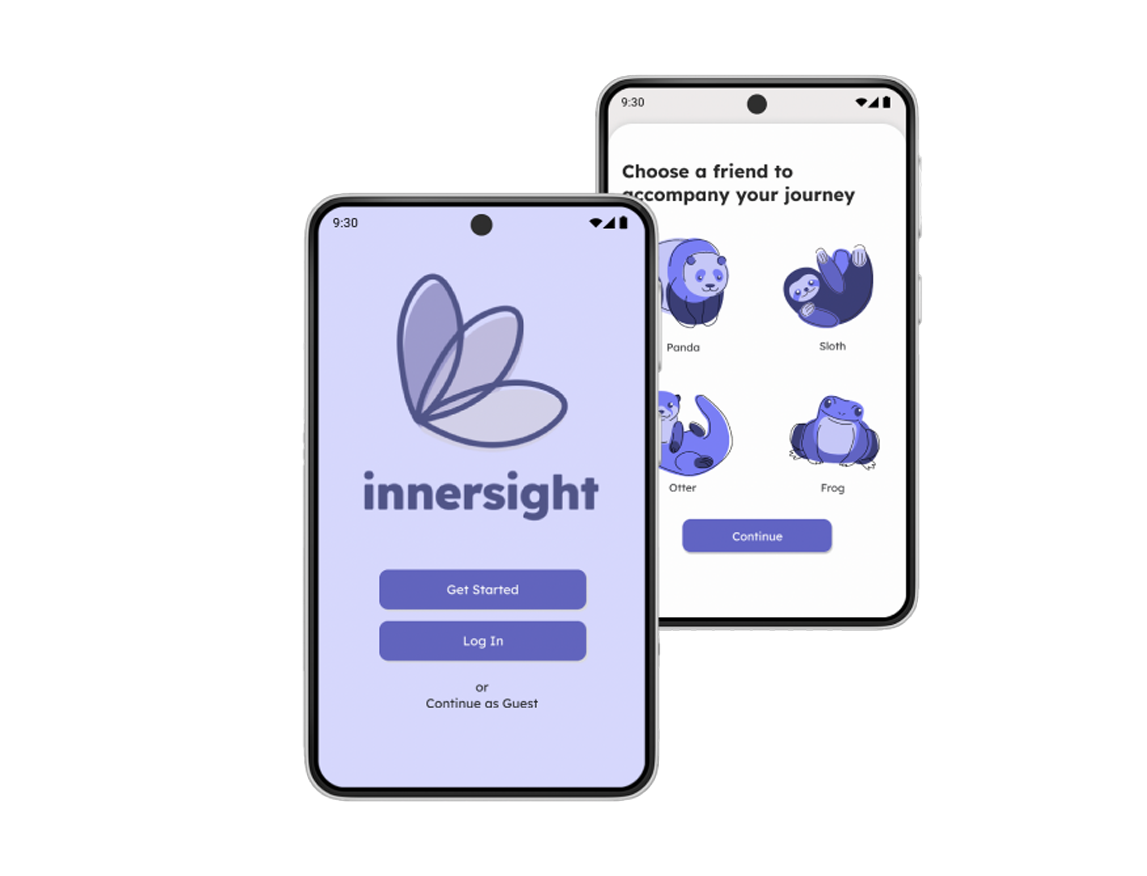 9:30
innersight
Get Started
Log In
or
Continue as Guest
9:30
Choose a friend to
accompany your journey
Panda
Sloth
Otter
Frog
Continue